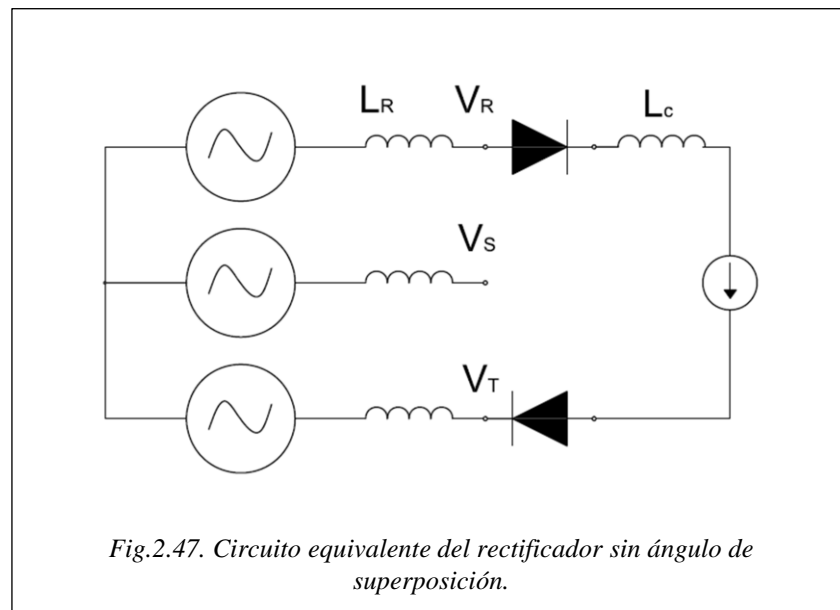 LR VR Lc
VS
VT
Fig.2.47. Circuito equivalente del rectificador sin ángulo de
superposición.